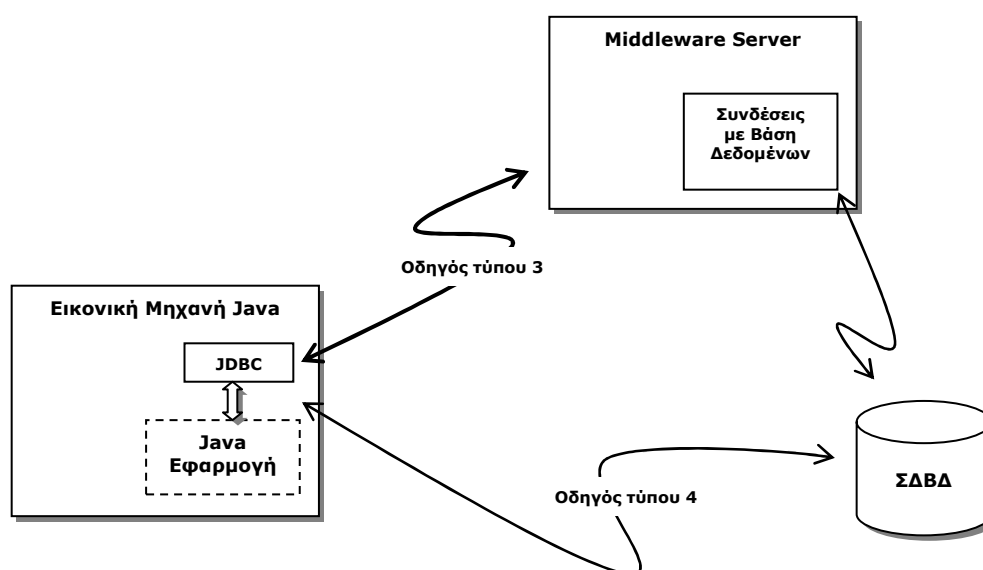 Middleware Server
Συνδέσεις
με Βάση
Δεδομένων
Οδηγός τύπου 3
Εικονική Μηχανή Java
JDBC
Java
Εφαρμογή
Οδηγός τύπου 4
ΣΔΒΔ